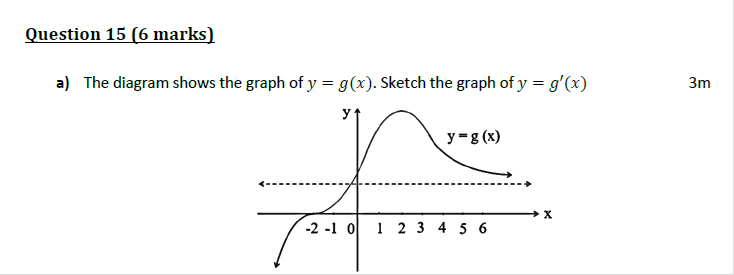 Question 15 (6 marks)
a) The diagram shows the graph of y = g(x). Sketch the graph of y = g′(x) 3m
y
y = g (x)
x
-2 -1 0 1 2 3 4 5 6